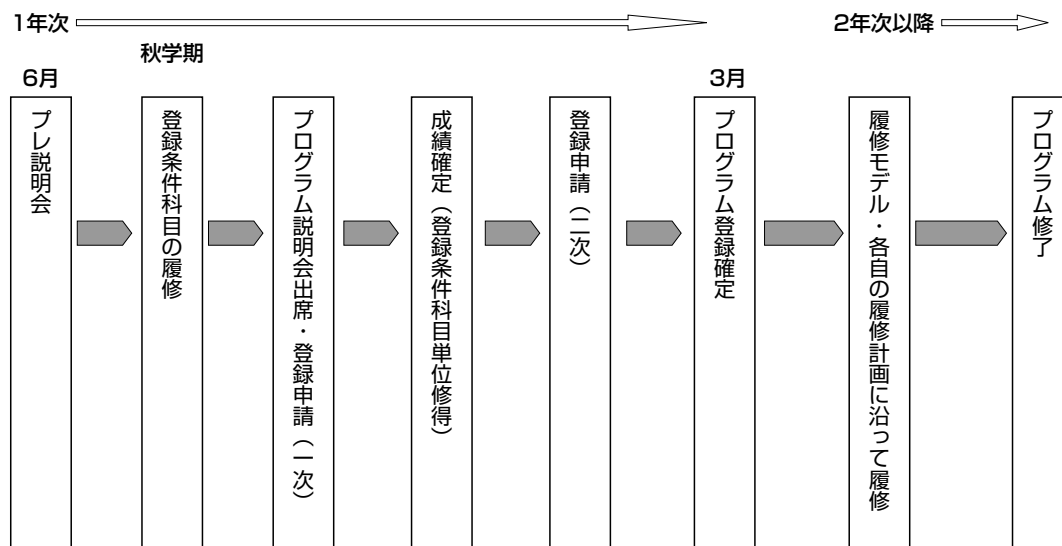 1年次
2年次以降
秋学期
6月
3月
プレ説明会
登録条件科目の履修
プログラム説明会出席・登録申請（一次）
成績確定（登録条件科目単位修得）
登録申請（二次）
プログラム登録確定
履修モデル・各自の履修計画に沿って履修
プログラム修了